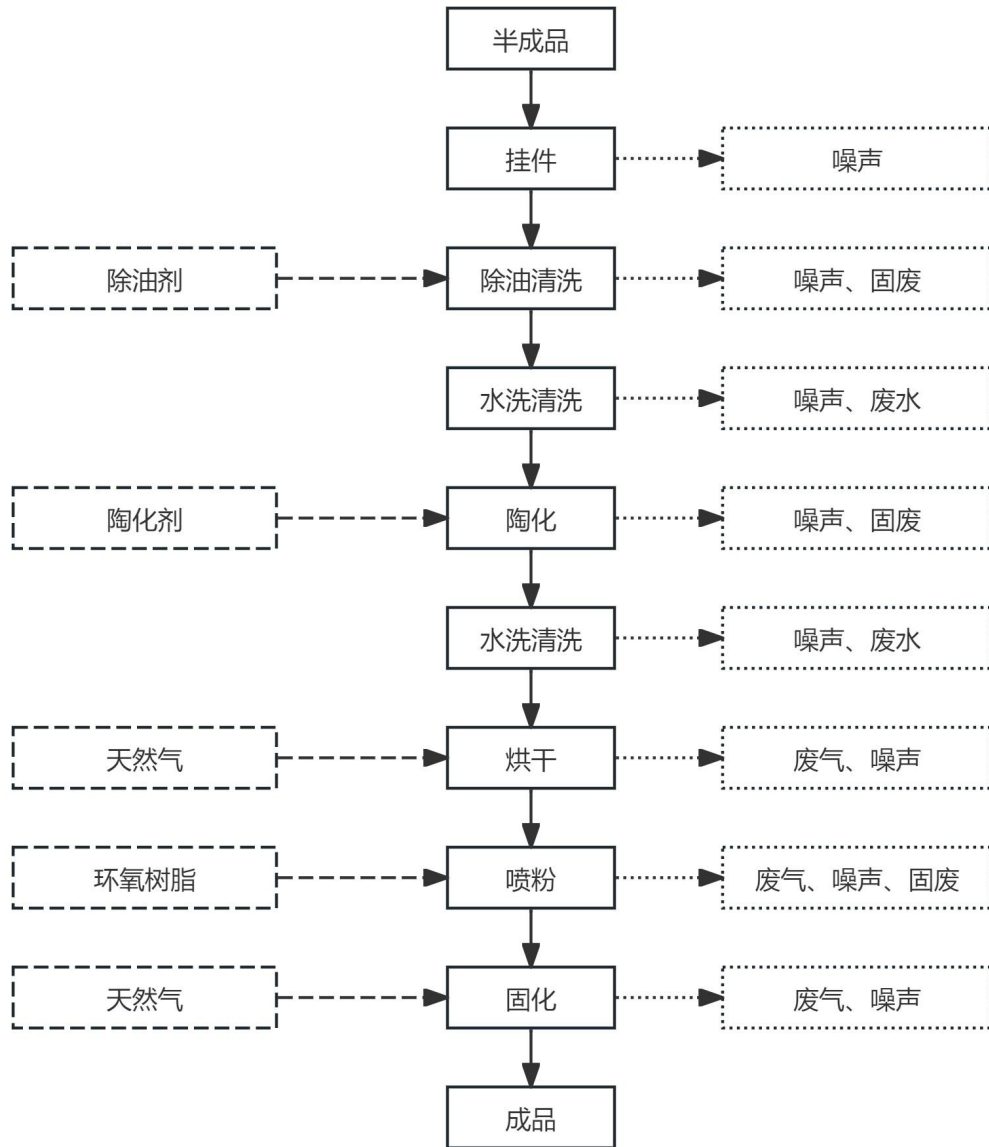 半成品
挂件
噪声
除油剂
除油清洗
噪声、固废
水洗清洗
噪声、废水
陶化剂
陶化
噪声、固废
水洗清洗
噪声、废水
天然气
烘干
废气、噪声
环氧树脂
喷粉
废气、噪声、固废
天然气
固化
废气、噪声
成品